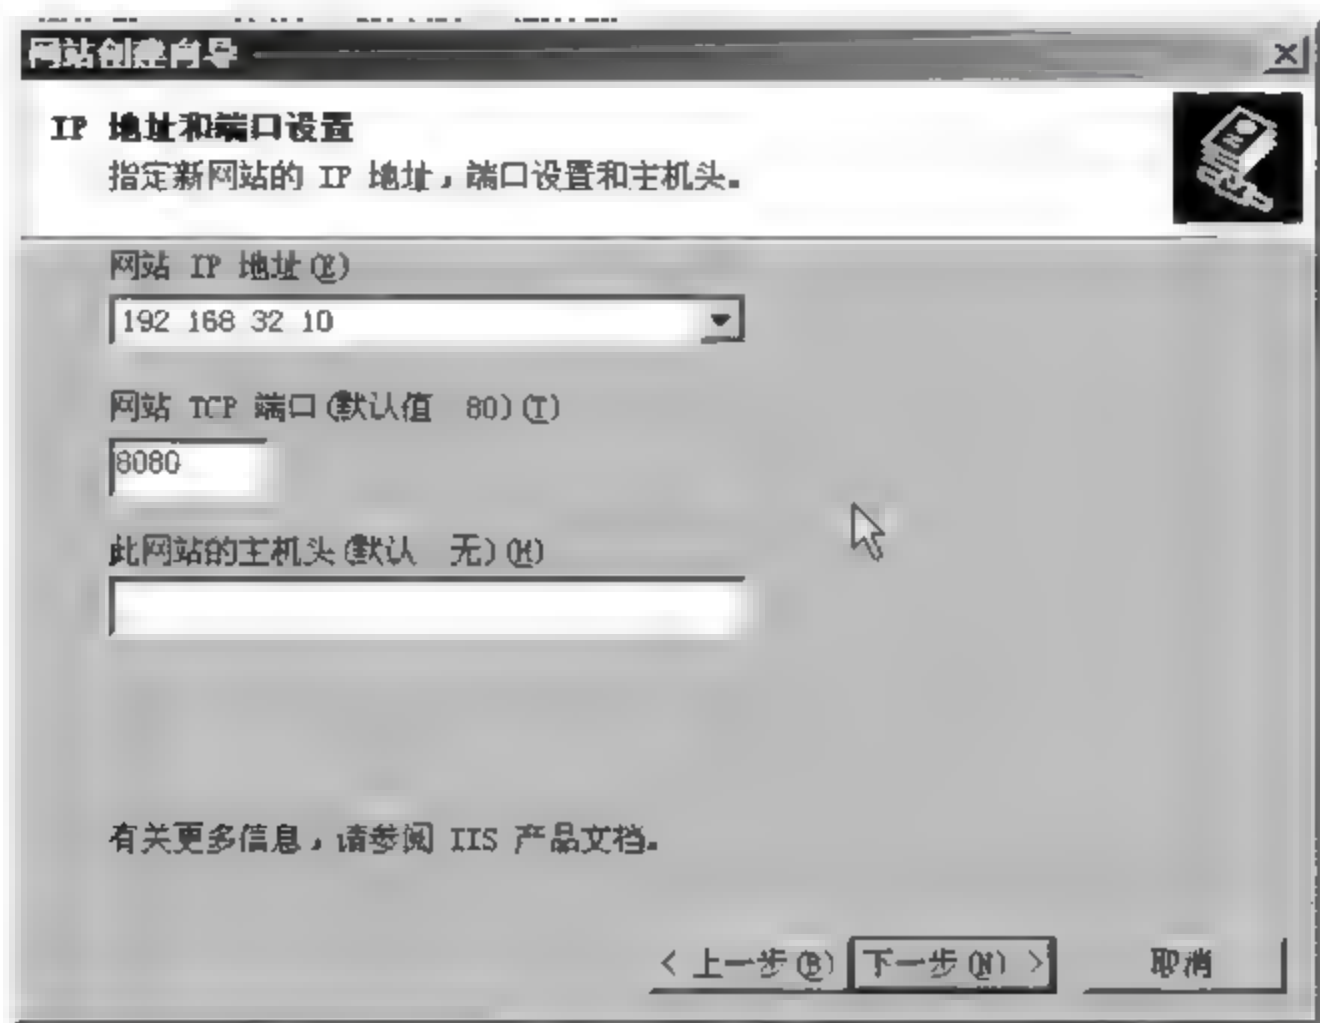 网站创建向导
IP 地址和端口设置
指定新网站的 IP 地址，端口设置和主机头。
网站 IP 地址(E)
192 168 32 10
网站 TCP 端口(默认值 80)(T)
8080
此网站的主机头(默认 无)(H)
有关更多信息，请参阅 IIS 产品文档。
< 上一步(B) 下一步(N) > 取消